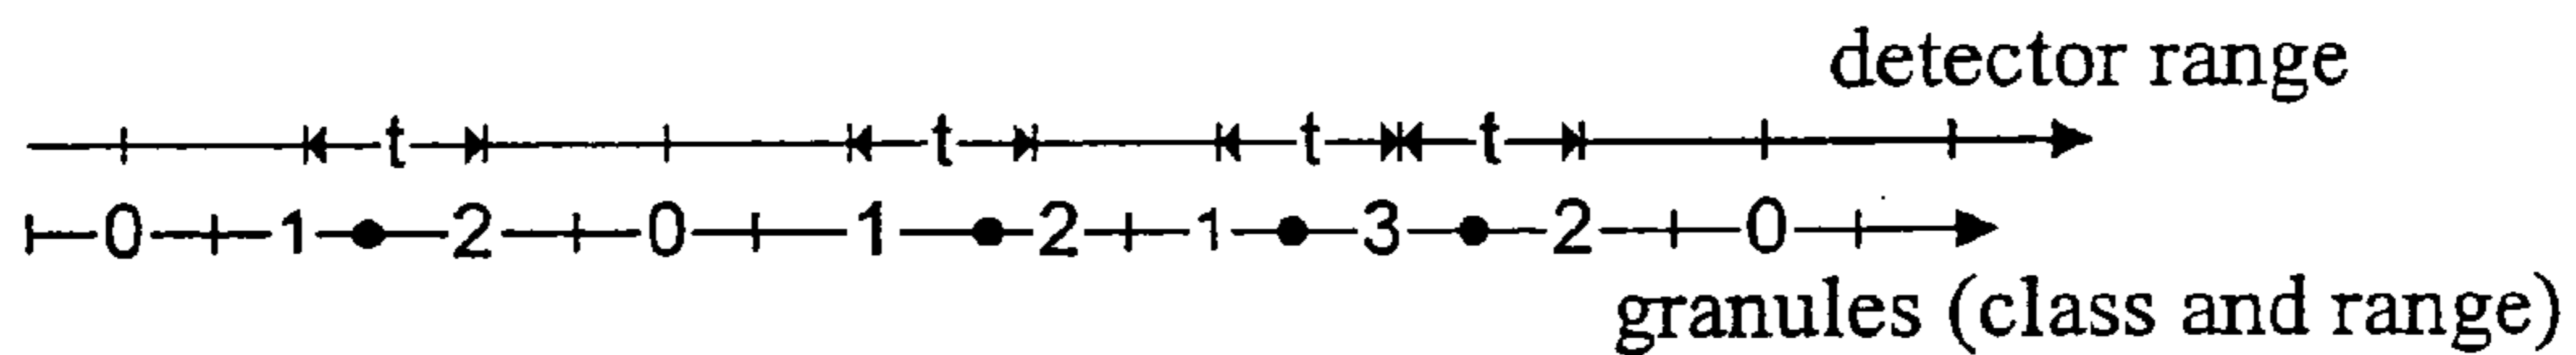 detector range
t t t t
0 1 2 0 1 2 1 3 2 0
granules (class and range)